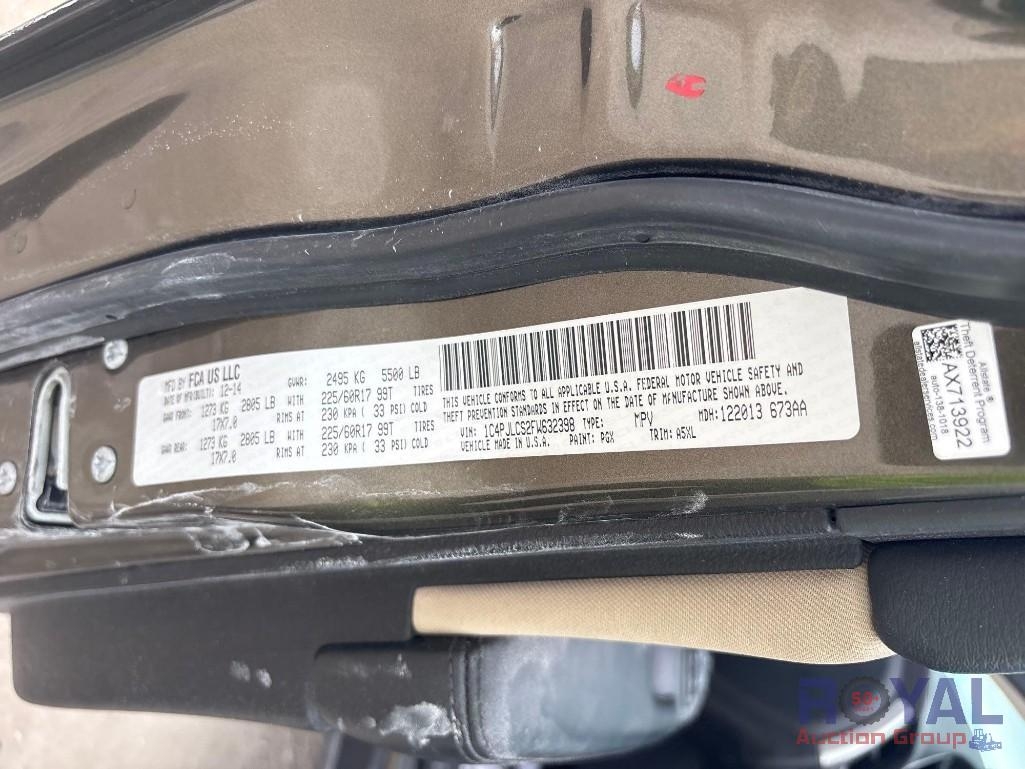 MFD BY FCA US LLC
DATE OF MFR(BUILT): 12-14 GVWR: 2495 KG 5500 LB
GAWR FRONT: 1273 KG 2805 LB WITH 225/60R17 99T TIRES
17X7.0 RIMS AT 230 KPA ( 33 PSI) COLD
GAWR REAR: 1273 KG 2805 LB WITH 225/60R17 99T TIRES
17X7.0 RIMS AT 230 KPA ( 33 PSI) COLD
THIS VEHICLE CONFORMS TO ALL APPLICABLE U.S.A. FEDERAL MOTOR VEHICLE SAFETY AND
THEFT PREVENTION STANDARDS IN EFFECT ON THE DATE OF MANUFACTURE SHOWN ABOVE.
VIN: 1C4PJLCS2FW632398 TYPE: MPV MDH: 122013 673AA
VEHICLE MADE IN U.S.A. PAINT: PQX TRIM: A5XL
Allstate ®
Theft Deterrent Program
AX713922
auto-138-1018
ROYAL
Auction Group